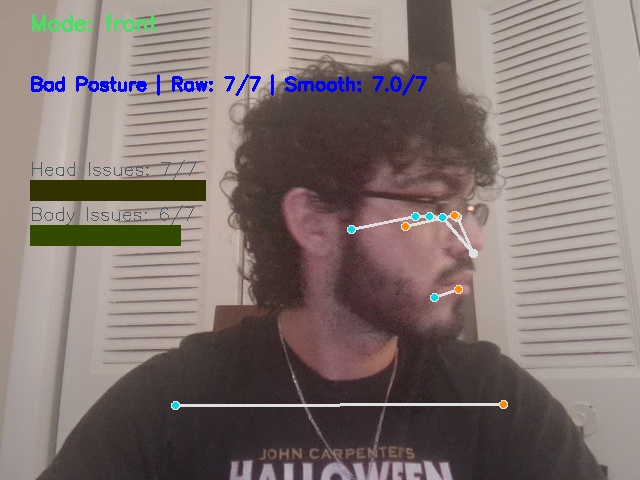 Mode: front
Bad Posture | Raw: 7/7 | Smooth: 7.0/7
Head Issues: 7/7
Body Issues: 6/7
JOHN CARPENTER'S
HALLOWEEN